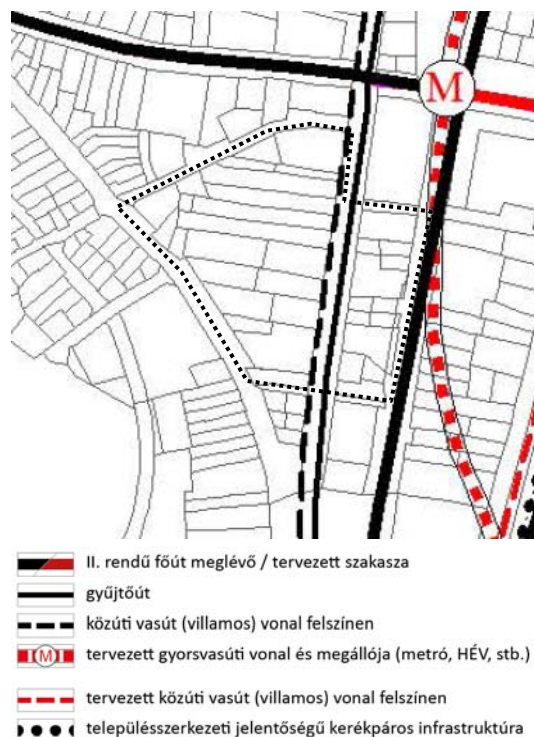 M
II. rendű főút meglévő / tervezett szakasza
gyűjtőút
közúti vasút (villamos) vonal felszínen
M
tervezett gyorsvasúti vonal és megállója (metró, HÉV, stb.)
tervezett közúti vasút (villamos) vonal felszínen
településszerkezeti jelentőségű kerékpáros infrastruktúra